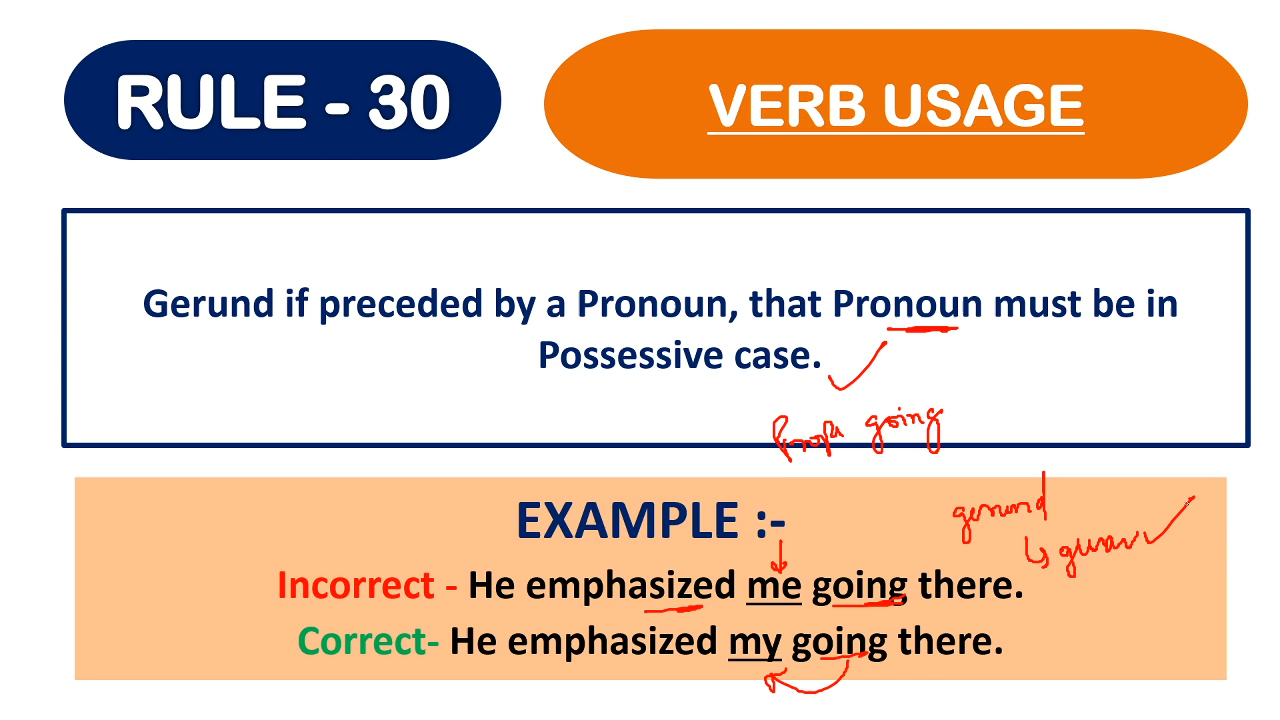 RULE - 30
VERB USAGE
Gerund if preceded by a Pronoun, that Pronoun must be in
Possessive case.
going
EXAMPLE :-
gerund
Incorrect - He emphasized me going there.
Correct- He emphasized my going there.